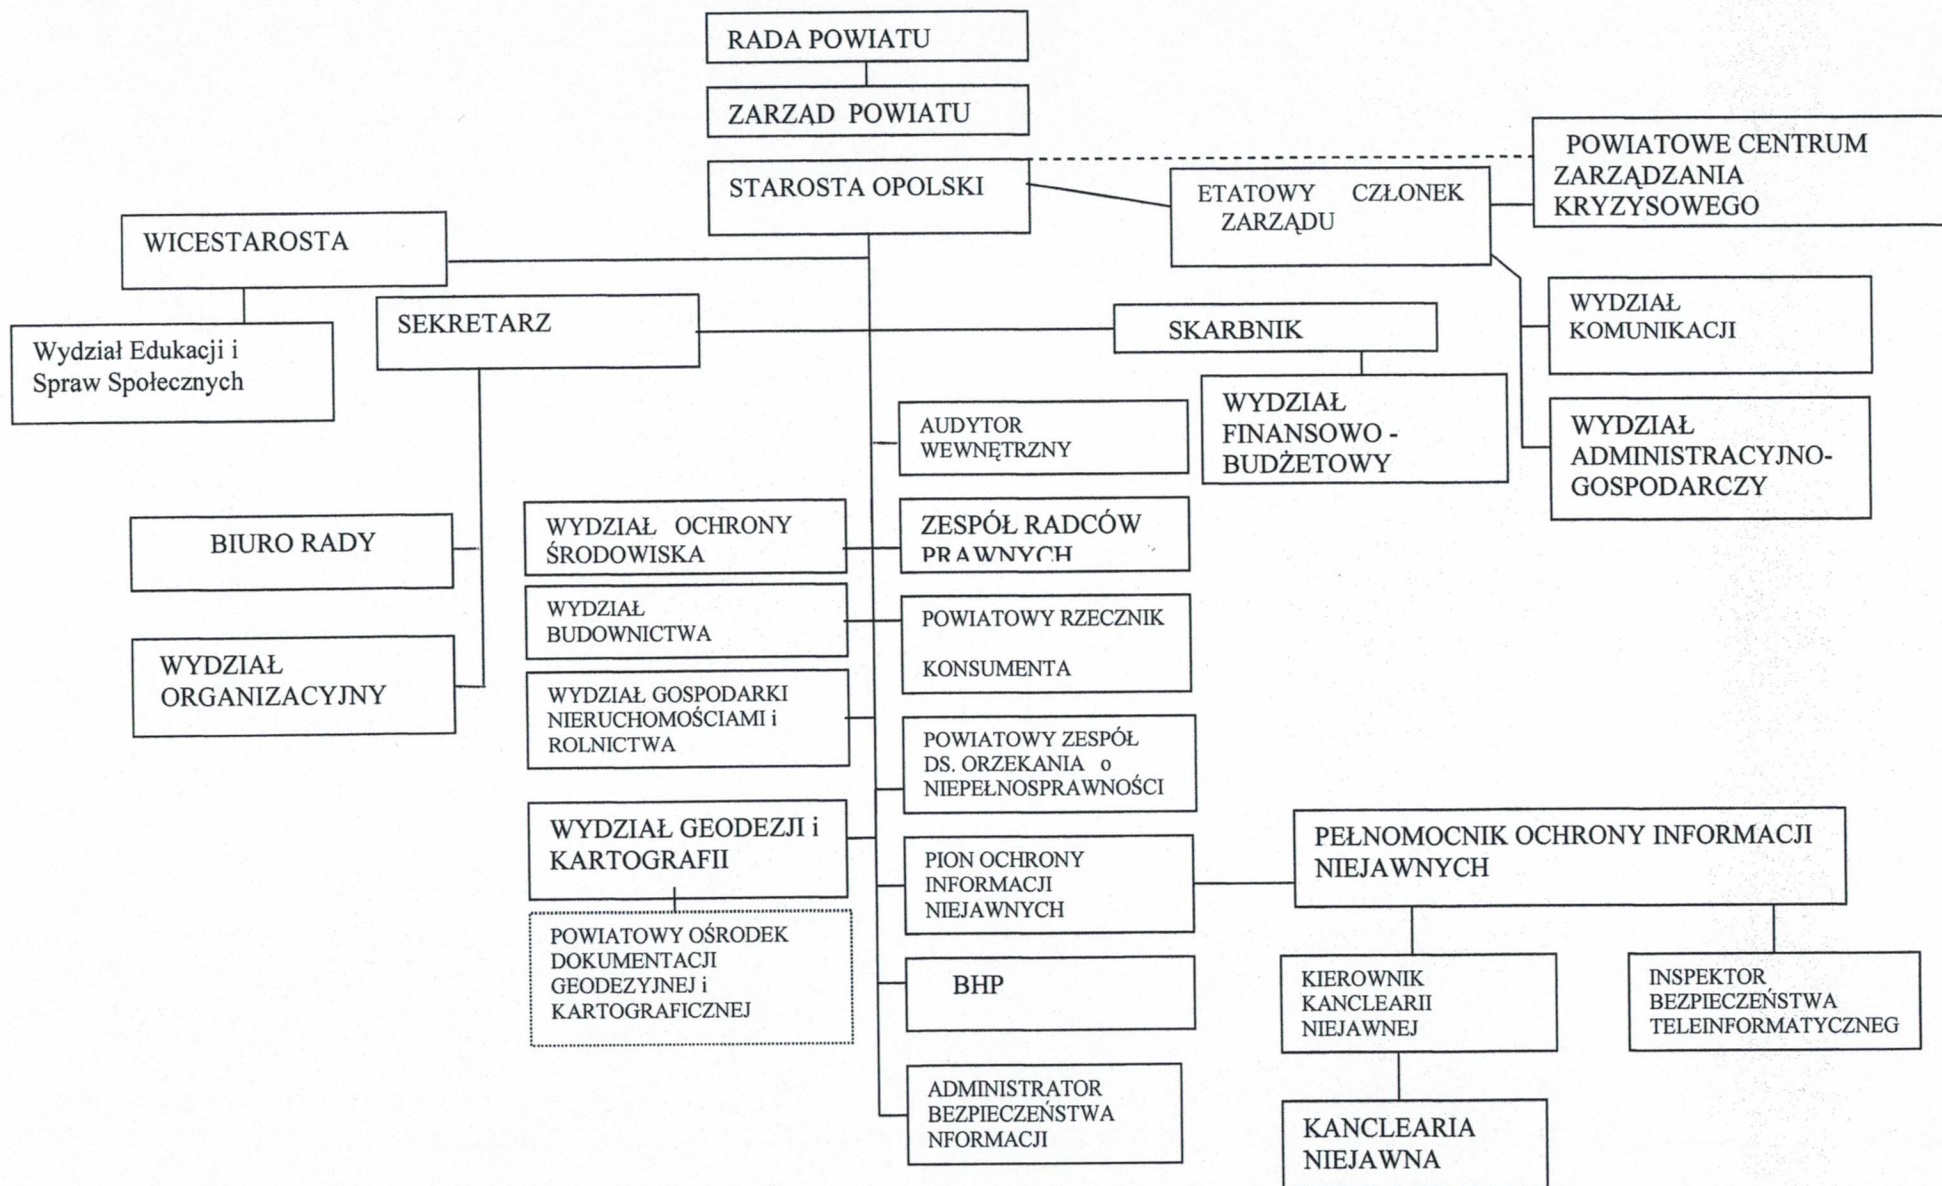 RADA POWIATU
ZARZĄD POWIATU
STAROSTA OPOLSKI
POWIATOWE CENTRUM
ZARZĄDZANIA
KRYZYSOWEGO
ETATOWY CZŁONEK
ZARZĄDU
WICESTAROSTA
SEKRETARZ
SKARBNIK
WYDZIAŁ
KOMUNIKACJI
Wydział Edukacji i
Spraw Społecznych
WYDZIAŁ
FINANSOWO -
BUDŻETOWY
WYDZIAŁ
ADMINISTRACYJNO-
GOSPODARCZY
AUDYTOR
WEWNĘTRZNY
BIURO RADY
WYDZIAŁ OCHRONY
ŚRODOWISKA
ZESPÓŁ RADCÓW
PRAWNYCH
WYDZIAŁ
BUDOWNICTWA
POWIATOWY RZECZNIK
KONSUMENTA
WYDZIAŁ
ORGANIZACYJNY
WYDZIAŁ GOSPODARKI
NIERUCHOMOŚCIAMI i
ROLNICTWA
POWIATOWY ZESPÓŁ
DS. ORZEKANIA o
NIEPEŁNOSPRAWNOŚCI
WYDZIAŁ GEODEZJI i
KARTOGRAFII
PION OCHRONY
INFORMACJI
NIEJAWNYCH
PEŁNOMOCNIK OCHRONY INFORMACJI
NIEJAWNYCH
POWIATOWY OŚRODEK
DOKUMENTACJI
GEODEZYJNEJ i
KARTOGRAFICZNEJ
BHP
KIEROWNIK
KANCLEARII
NIEJAWNEJ
INSPEKTOR
BEZPIECZEŃSTWA
TELEINFORMATYCZNEG
ADMINISTRATOR
BEZPIECZEŃSTWA
NFORMACJI
KANCLEARIA
NIEJAWNA